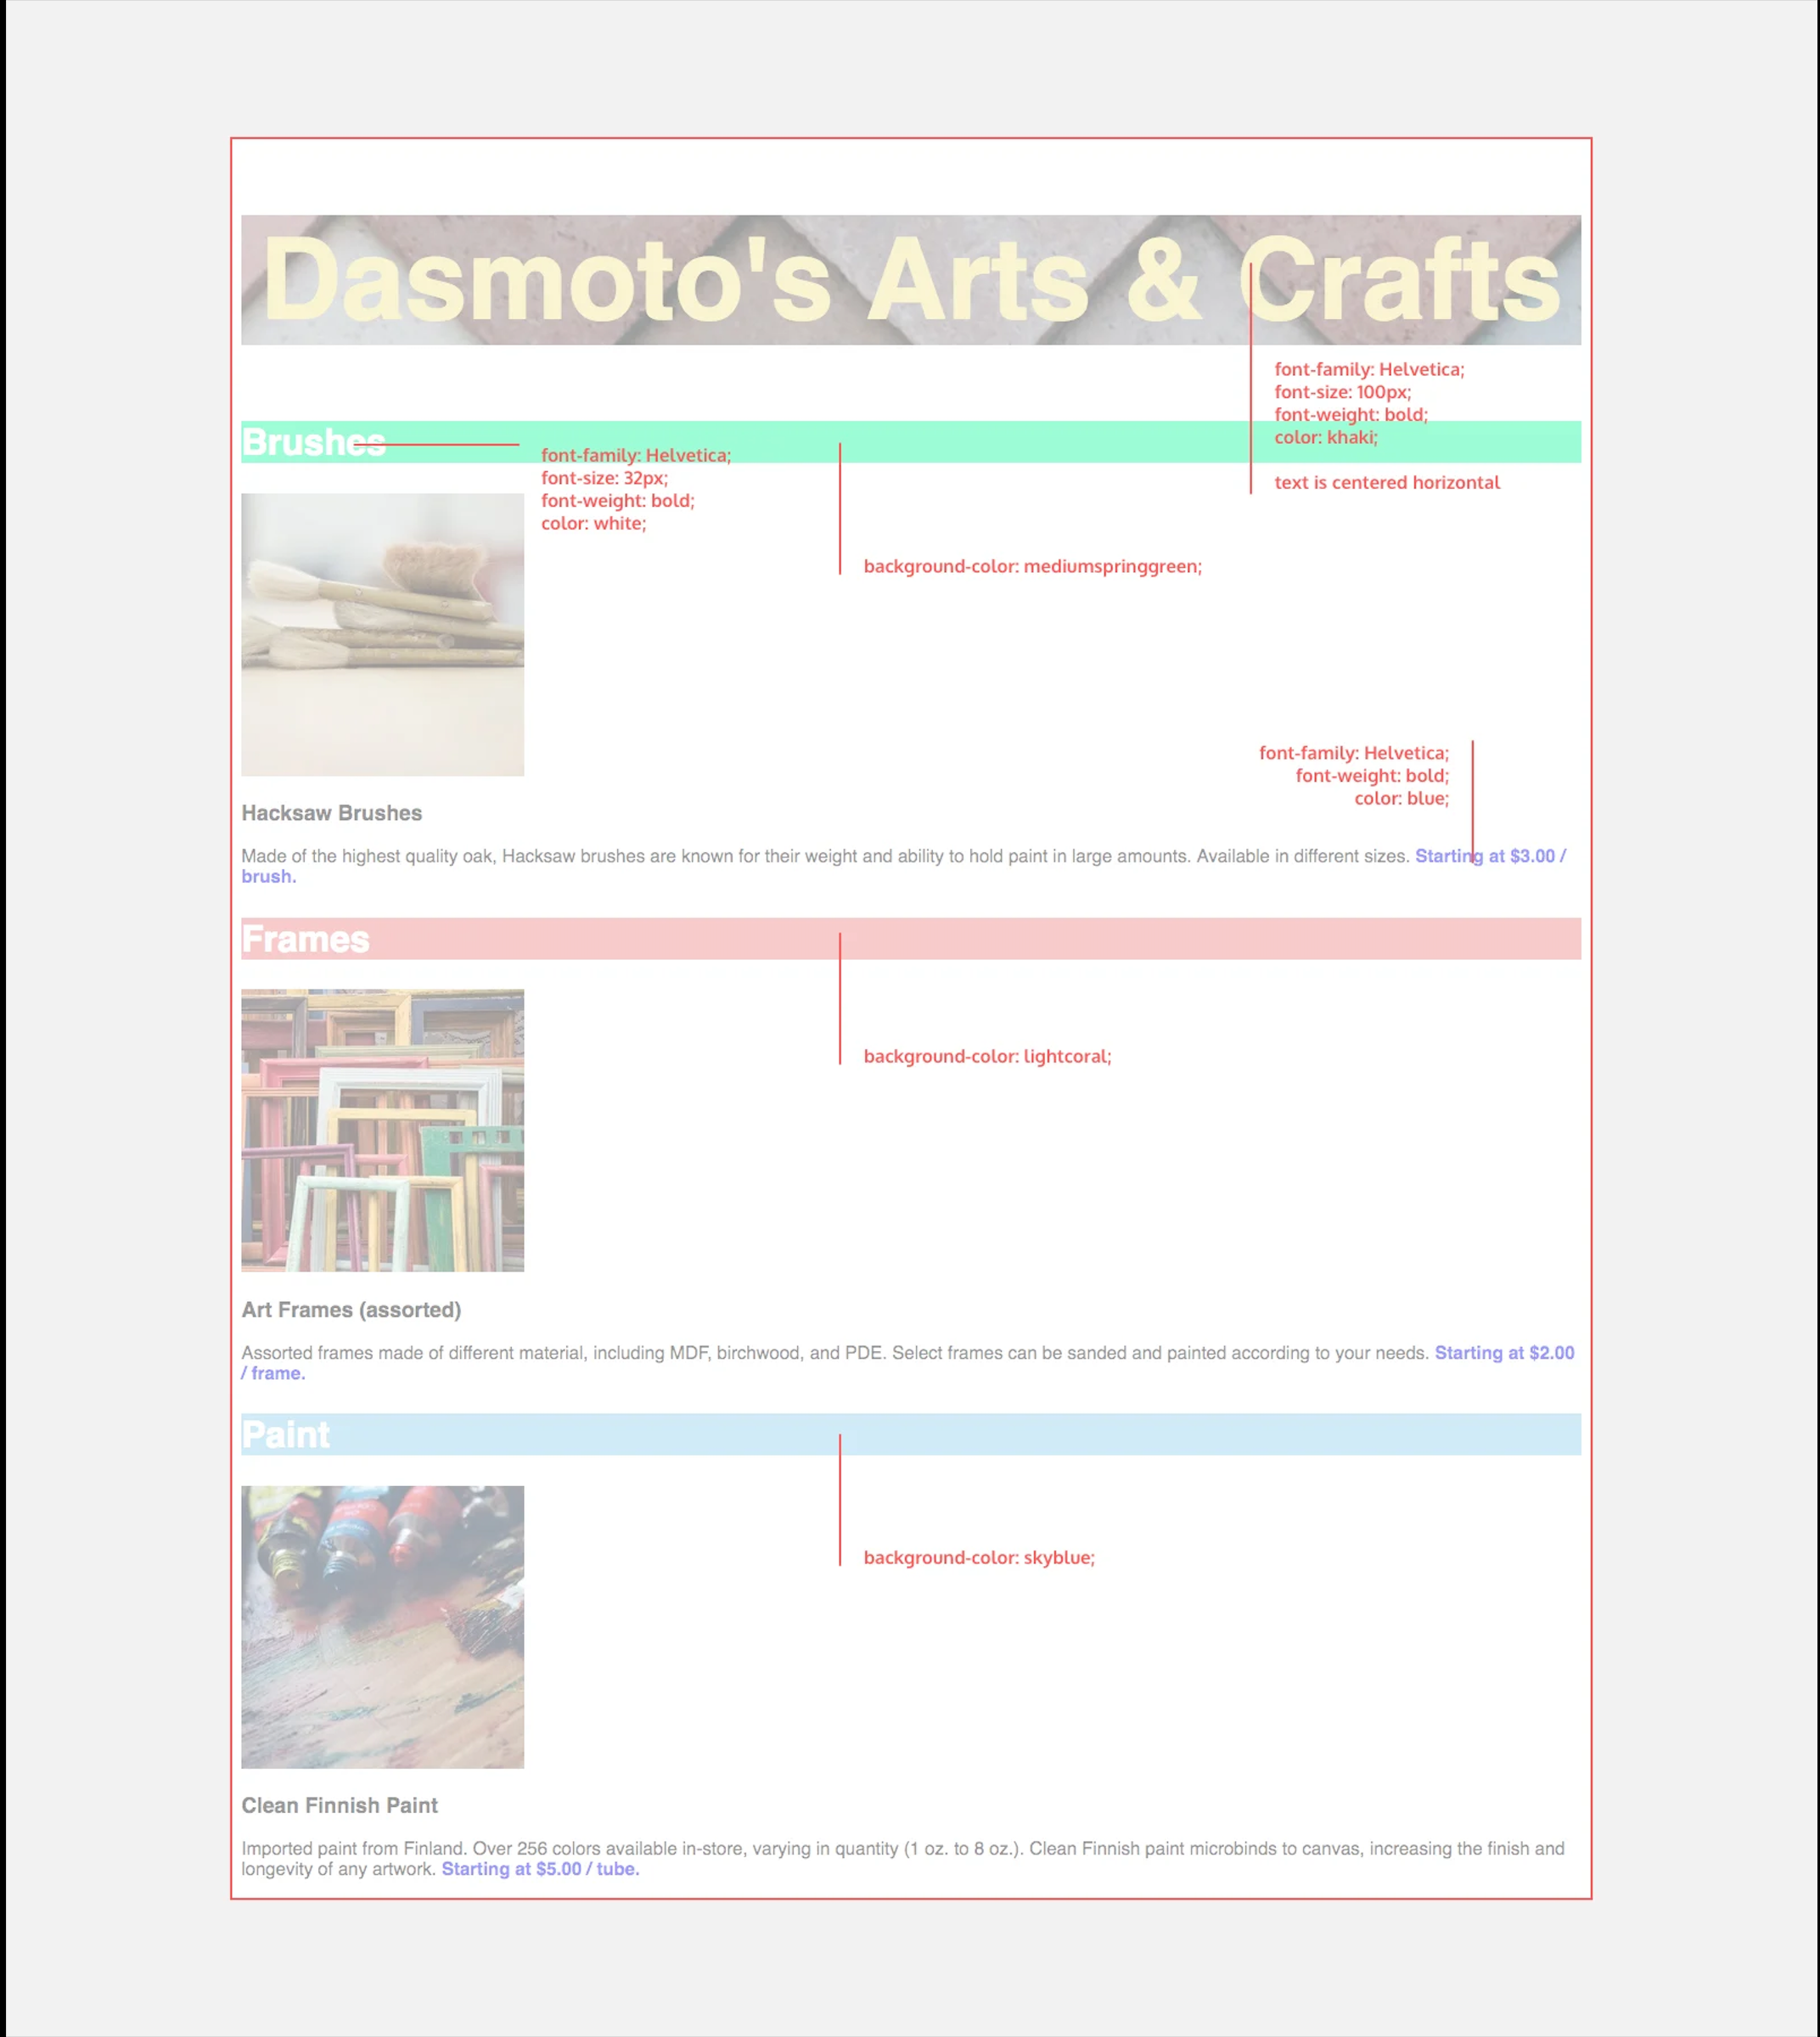 Dasmoto's Arts & Crafts
font-family: Helvetica;
font-size: 100px;
font-weight: bold;
color: khaki;
text is centered horizontal
Brushes
font-family: Helvetica;
font-size: 32px;
font-weight: bold;
color: white;
background-color: mediumspringgreen;
font-family: Helvetica;
font-weight: bold;
color: blue;
Hacksaw Brushes
Made of the highest quality oak, Hacksaw brushes are known for their weight and ability to hold paint in large amounts. Available in different sizes. Starting at $3.00 /
brush.
Frames
background-color: lightcoral;
Art Frames (assorted)
Assorted frames made of different material, including MDF, birchwood, and PDE. Select frames can be sanded and painted according to your needs. Starting at $2.00
/ frame.
Paint
background-color: skyblue;
Clean Finnish Paint
Imported paint from Finland. Over 256 colors available in-store, varying in quantity (1 oz. to 8 oz.). Clean Finnish paint microbinds to canvas, increasing the finish and
longevity of any artwork. Starting at $5.00 / tube.